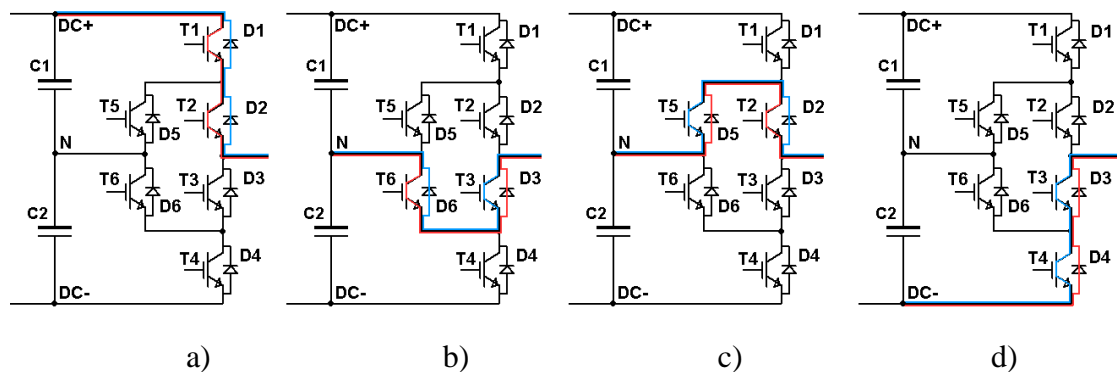 DC+ T1 D1
C1
T5 T2 D2
N D5
T6 T3 D3
C2 D6
T4 D4
DC-
a)
DC+ T1 D1
C1
T5 T2 D2
N D5
T6 T3 D3
C2 D6
T4 D4
DC-
b)
DC+ T1 D1
C1
T5 T2 D2
N D5
T6 T3 D3
C2 D6
T4 D4
DC-
c)
DC+ T1 D1
C1
T5 T2 D2
N D5
T6 T3 D3
C2 D6
T4 D4
DC-
d)